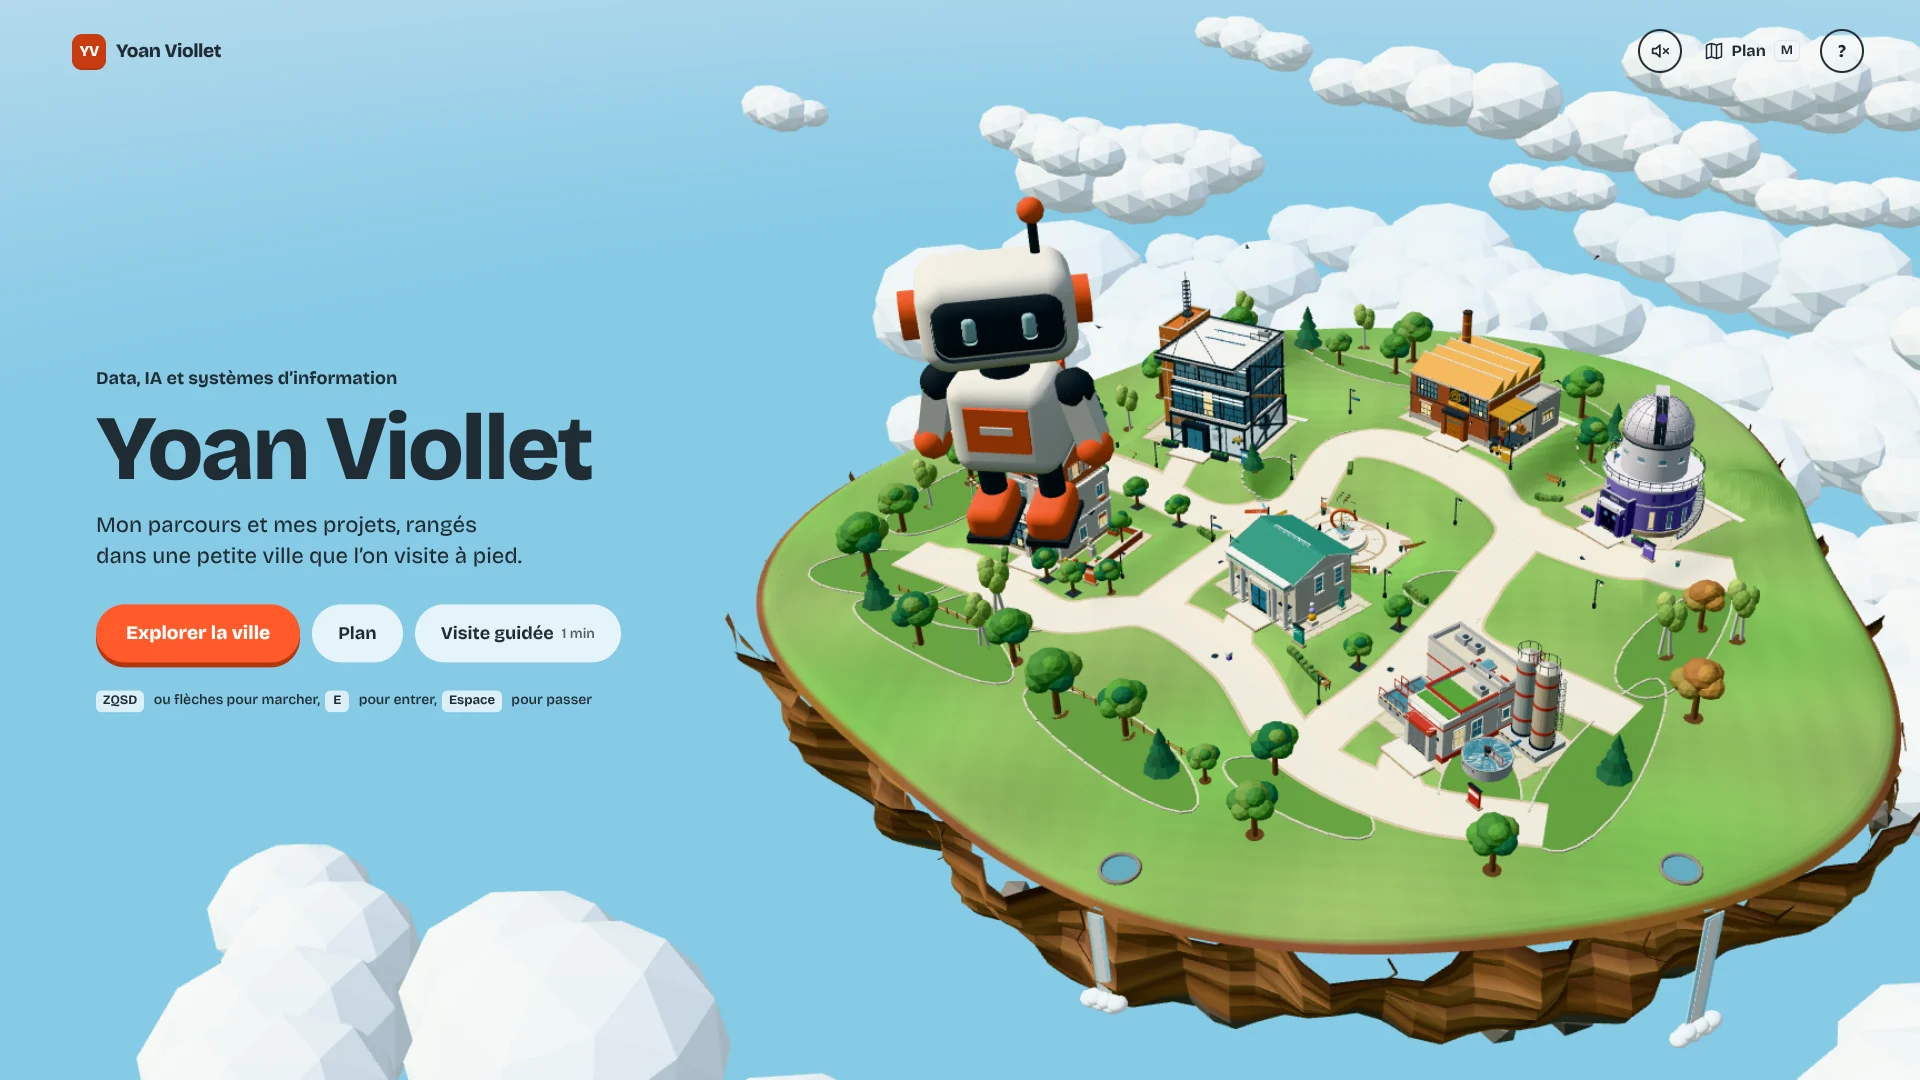 YV Yoan Viollet
Plan M ?
Data, IA et systèmes d’information
Yoan Viollet
Mon parcours et mes projets, rangés
dans une petite ville que l’on visite à pied.
Explorer la ville Plan Visite guidée 1 min
ZQSD ou flèches pour marcher, E pour entrer, Espace pour passer